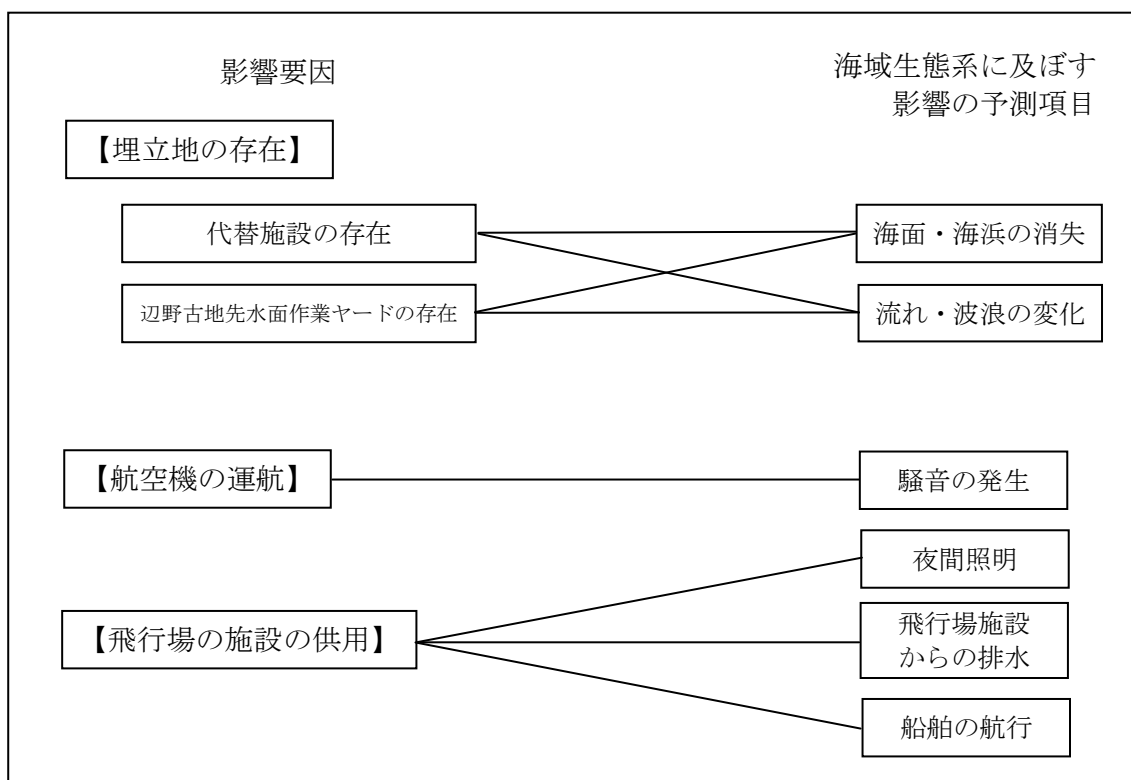 影響要因
海域生態系に及ぼす
影響の予測項目
【埋立地の存在】
代替施設の存在
海面・海浜の消失
辺野古地先水面作業ヤードの存在
流れ・波浪の変化
【航空機の運航】
騒音の発生
夜間照明
【飛行場の施設の供用】
飛行場施設
からの排水
船舶の航行